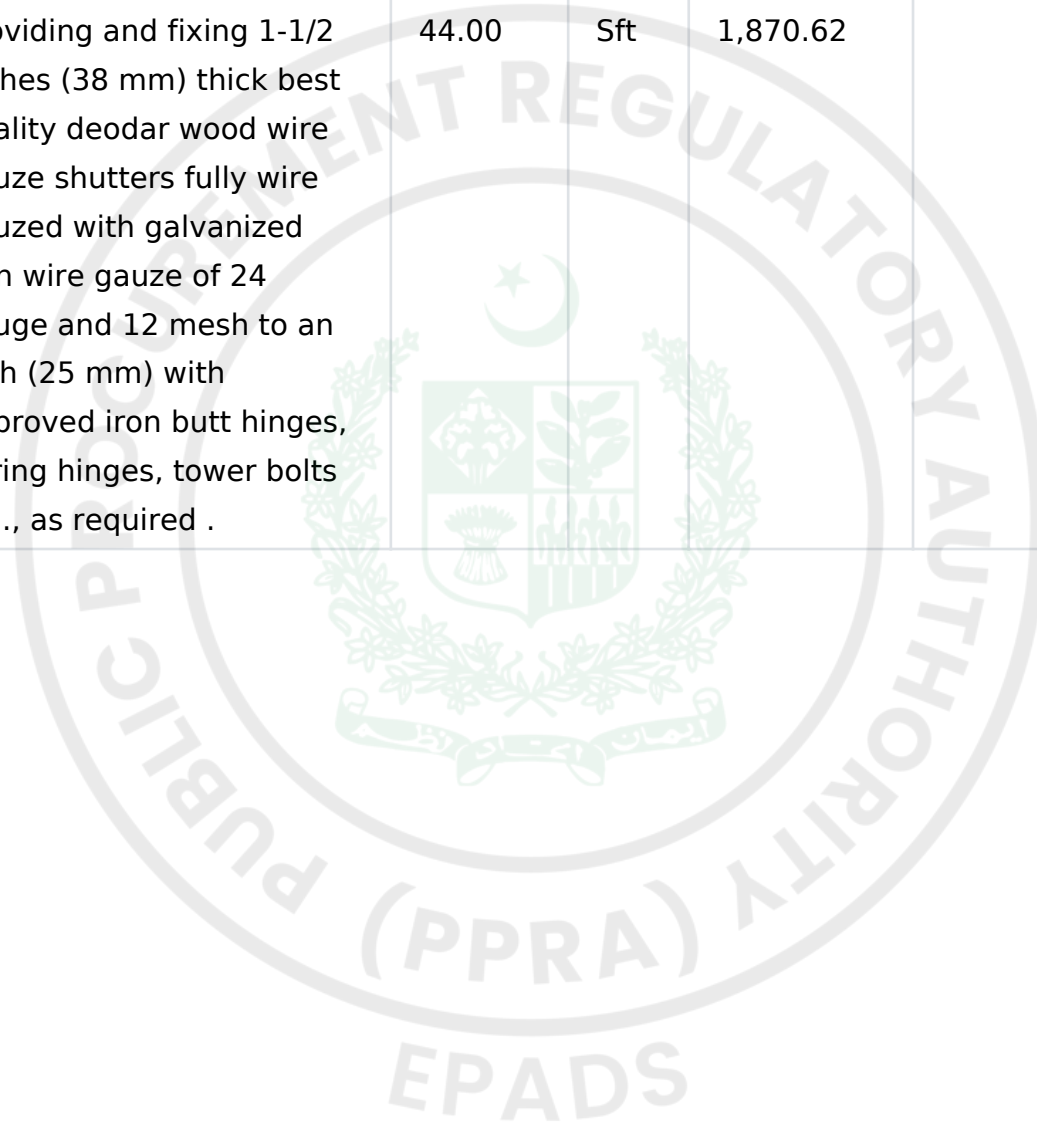 oviding and fixing 1-1/2 44.00 Sft 1,870.62
hes (38 mm) thick best
ality deodar wood wire
uze shutters fully wire
uzed with galvanized
n wire gauze of 24
uge and 12 mesh to an
h (25 mm) with
proved iron butt hinges,
ring hinges, tower bolts
., as required .
PUBLIC PROCUREMENT REGULATORY AUTHORITY
(PPRA)
EPADS